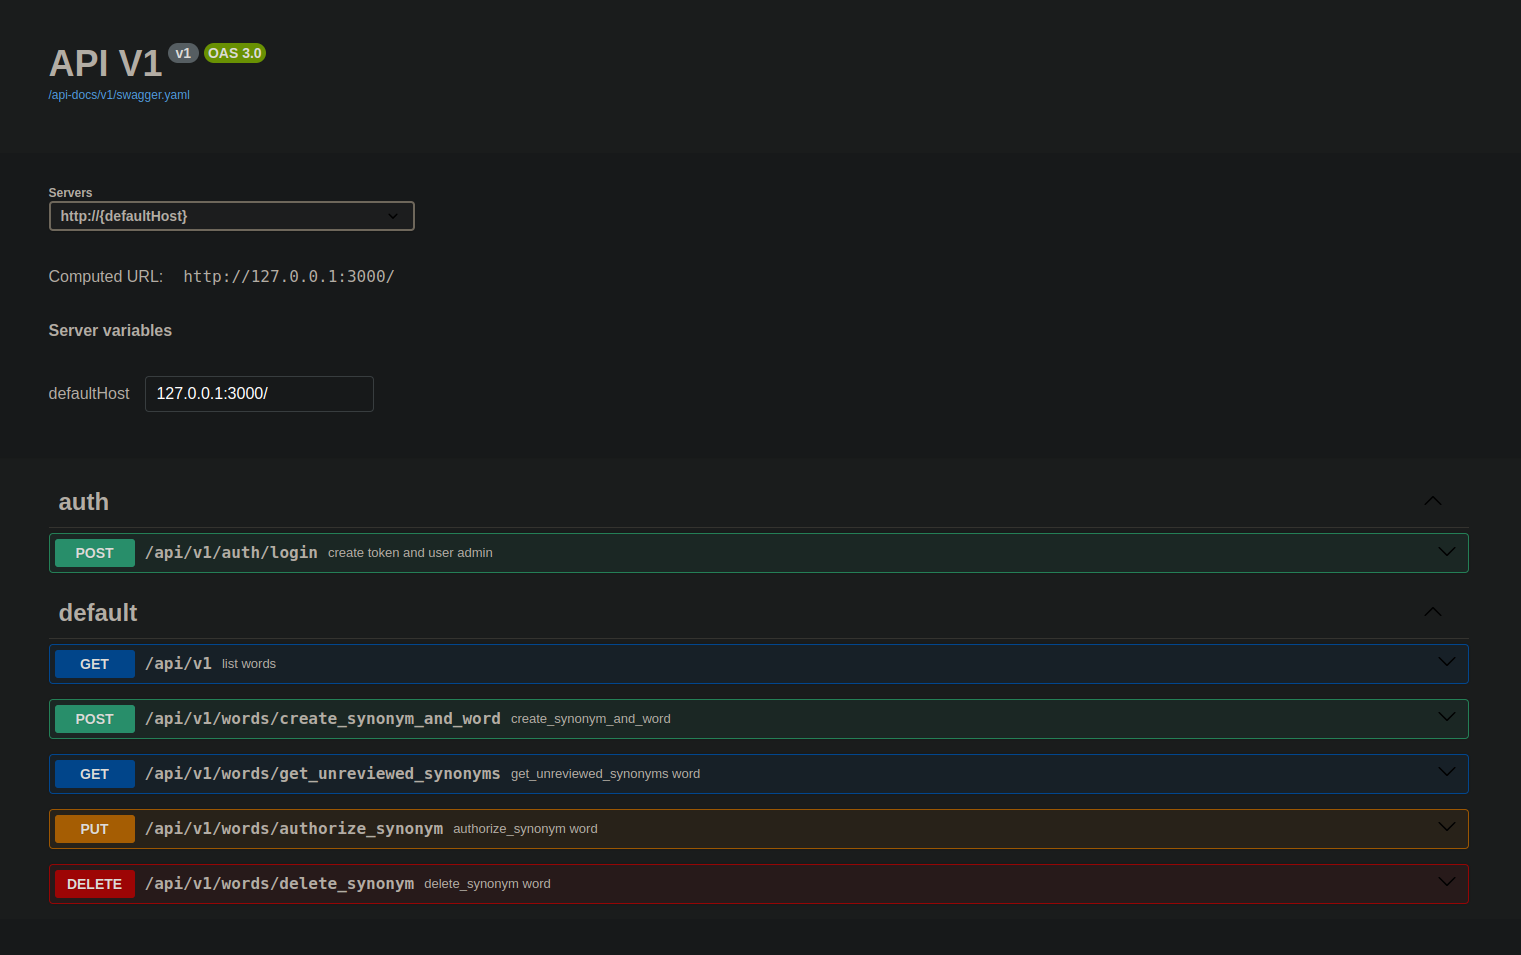 API V1 v1 OAS 3.0
/api-docs/v1/swagger.yaml
Servers
http://{defaultHost}
Computed URL: http://127.0.0.1:3000/
Server variables
defaultHost 127.0.0.1:3000/
auth
POST /api/v1/auth/login create token and user admin
default
GET /api/v1 list words
POST /api/v1/words/create_synonym_and_word create_synonym_and_word
GET /api/v1/words/get_unreviewed_synonyms get_unreviewed_synonyms word
PUT /api/v1/words/authorize_synonym authorize_synonym word
DELETE /api/v1/words/delete_synonym delete_synonym word